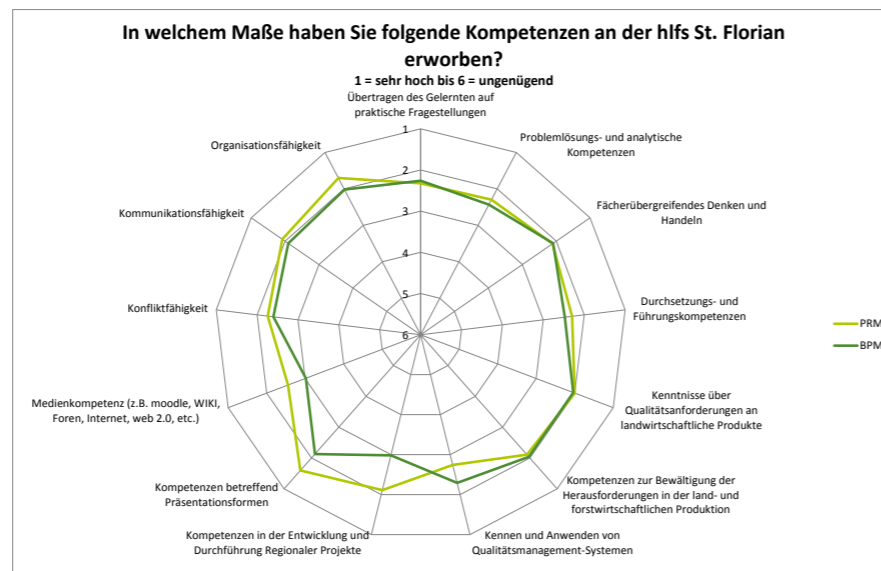 In welchem Maße haben Sie folgende Kompetenzen an der hlfs St. Florian
erworben?
1 = sehr hoch bis 6 = ungenügend
Übertragen des Gelernten auf
praktische Fragestellungen
Problemlösungs- und analytische
Kompetenzen
Fächerübergreifendes Denken und
Handeln
Durchsetzungs- und
Führungskompetenzen
Kenntnisse über
Qualitätsanforderungen an
landwirtschaftliche Produkte
Kompetenzen zur Bewältigung der
Herausforderungen in der land- und
forstwirtschaftlichen Produktion
Kennen und Anwenden von
Qualitätsmanagement-Systemen
Kompetenzen in der Entwicklung und
Durchführung Regionaler Projekte
Kompetenzen betreffend
Präsentationsformen
Medienkompetenz (z.B. moodle, WIKI,
Foren, Internet, web 2.0, etc.)
Konfliktfähigkeit
Kommunikationsfähigkeit
Organisationsfähigkeit
1
2
3
4
5
6
PRM
BPM